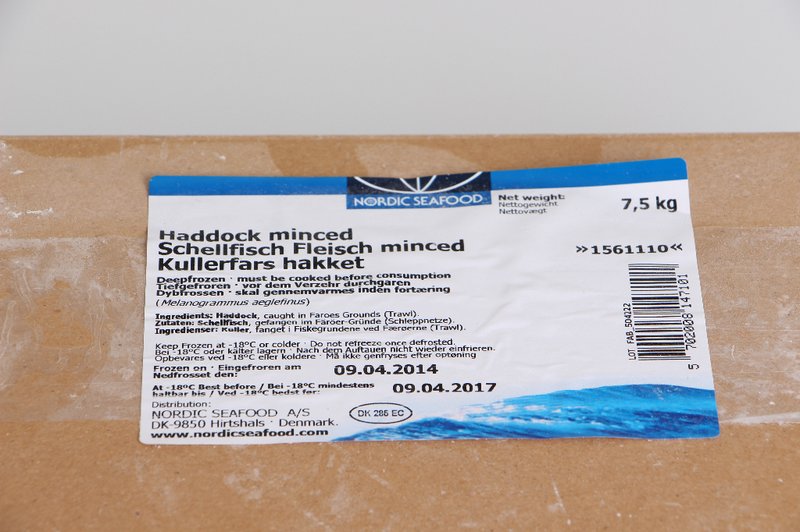 NORDIC SEAFOOD
Net weight:
Nettogewicht
Nettovægt
7,5 kg
Haddock minced
Schellfisch Fleisch minced
Kullerfars hakket
»1561110«
Deepfrozen · must be cooked before consumption
Tiefgefroren · vor dem Verzehr durchgaren
Dybfrossen · skal gennemvarmes inden fortæring
(Melanogrammus aeglefinus)
Ingredients: Haddock, caught in Faroes Grounds (Trawl).
Zutaten: Schellfisch, gefangen im Färöer-Gründe (Schleppnetze).
Ingredienser: Kuller, fanget i Fiskegrundene ved Færøerne (Trawl).
Keep Frozen at -18°C or colder · Do not refreeze once defrosted.
Bei -18°C oder kälter lagern · Nach dem Auftauen nicht wieder einfrieren.
Opbevares ved -18°C eller koldere · Må ikke genfryses efter optøning
Frozen on · Eingefroren am
Nedfrosset den:
09.04.2014
At -18°C Best before / Bei -18°C mindestens
haltbar bis / Ved -18°C bedst før:
09.04.2017
Distribution:
NORDIC SEAFOOD A/S
DK-9850 Hirtshals · Denmark.
www.nordicseafood.com
DK 285 EC
LOT FAB_504022
5 702008 147101